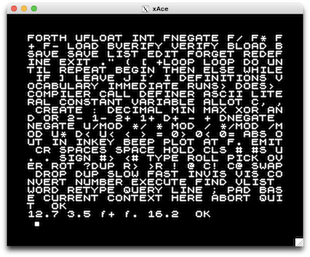 xAce
FORTH UFLOAT INT FNEGATE F/ F* F
+ F- LOAD BVERIFY VERIFY BLOAD B
SAVE SAVE LIST EDIT FORGET REDEF
INE EXIT ." ( [ +LOOP LOOP DO UN
TIL REPEAT BEGIN THEN ELSE WHILE
 IF ] LEAVE J I' I DEFINITIONS V
OCABULARY IMMEDIATE RUNS> DOES>
COMPILER CALL DEFINER ASCII LITE
RAL CONSTANT VARIABLE ALLOT C,
 CREATE : DECIMAL MIN MAX XOR AN
D OR 2- 1- 2+ 1+ D+ - + DNEGATE
NEGATE U/MOD */ * MOD / */MOD /M
OD U* D< U< < > = 0> 0< 0= ABS O
UT IN INKEY BEEP PLOT AT F. EMIT
 CR SPACES SPACE HOLD CLS # #S U
. . SIGN #> <# TYPE ROLL PICK OV
ER ROT ?DUP R> >R ! @ C! C@ SWAP
 DROP DUP SLOW FAST INVIS VIS CO
NVERT NUMBER EXECUTE FIND VLIST
WORD RETYPE QUERY LINE ; PAD BAS
E CURRENT CONTEXT HERE ABORT QUI
T  OK
12.7 3.5 f+ f. 16.2  OK